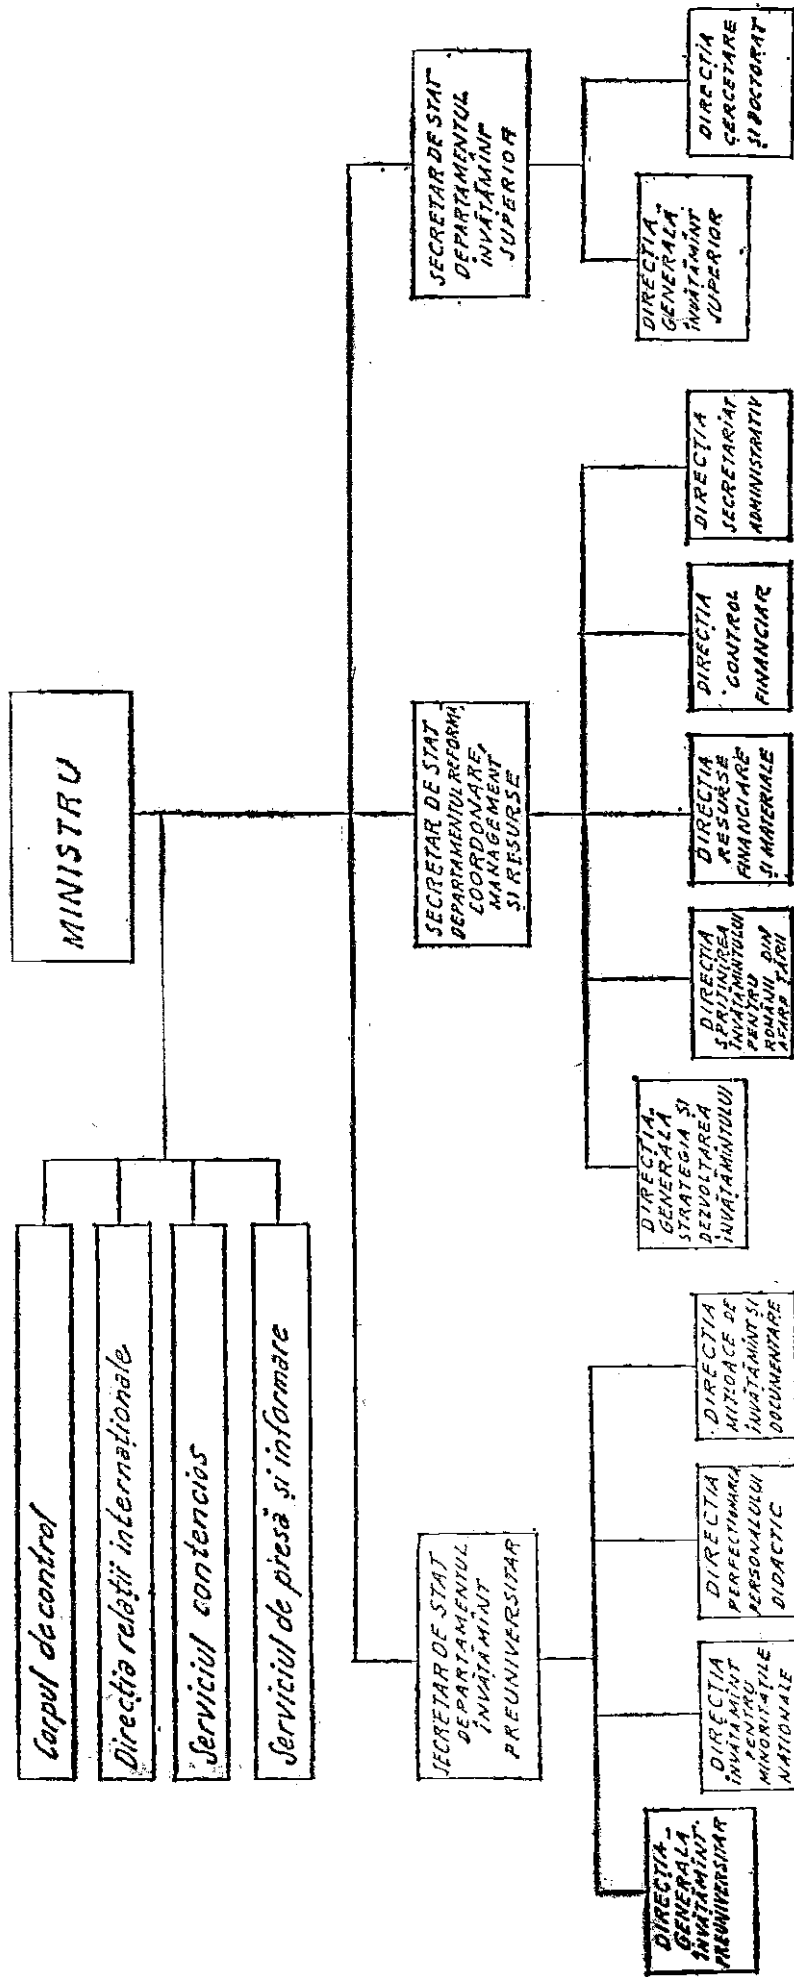 MINISTRU
Corpul de control
Direcția relații internaționale
Serviciul contencios
Serviciul de presă și informare
SECRETAR DE STAT
DEPARTAMENTUL
ÎNVĂȚĂMÎNT
PREUNIVERSITAR
SECRETAR DE STAT
DEPARTAMENTUL REFORMĂ,
COORDONARE,
MANAGEMENT
ȘI RESURSE
SECRETAR DE STAT
DEPARTAMENTUL
ÎNVĂȚĂMÎNT
SUPERIOR
DIRECȚIA
GENERALĂ
ÎNVĂȚĂMÎNT
PREUNIVERSITAR
DIRECȚIA
ÎNVĂȚĂMÎNT
PENTRU
MINORITĂȚILE
NAȚIONALE
DIRECȚIA
PERFECȚIONAREA
PERSONALULUI
DIDACTIC
DIRECȚIA
MIJLOACE DE
ÎNVĂȚĂMÎNT ȘI
DOCUMENTARE
DIRECȚIA
GENERALĂ
STRATEGIA ȘI
DEZVOLTAREA
ÎNVĂȚĂMÎNTULUI
DIRECȚIA
SPRIJINIREA
ÎNVĂȚĂMÎNTULUI
PENTRU
ROMÂNII DIN
AFARA ȚĂRII
DIRECȚIA
RESURSE
FINANCIARE
ȘI MATERIALE
DIRECȚIA
CONTROL
FINANCIAR
DIRECȚIA
SECRETARIAT
ADMINISTRATIV
DIRECȚIA
GENERALĂ
ÎNVĂȚĂMÎNT
SUPERIOR
DIRECȚIA
CERCETARE
ȘI DOCTORAT